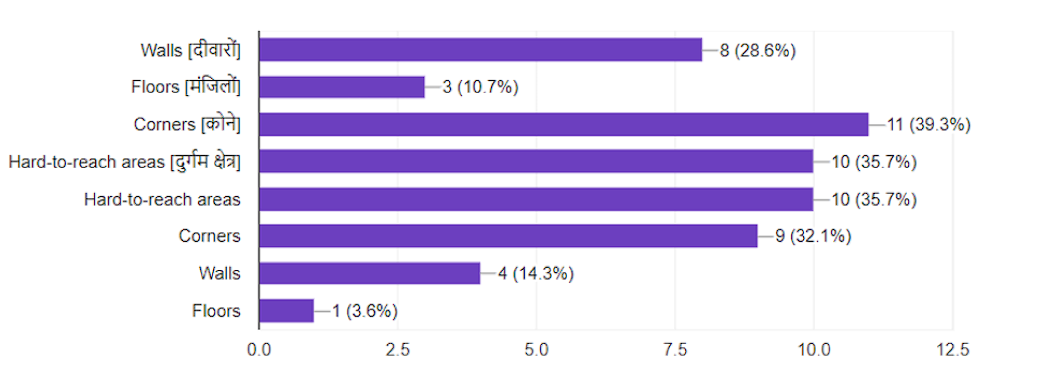 Walls [दीवारों]
8 (28.6%)
Floors [मंजिलों]
3 (10.7%)
Corners [कोने]
11 (39.3%)
Hard-to-reach areas [दुर्गम क्षेत्र]
10 (35.7%)
Hard-to-reach areas
10 (35.7%)
Corners
9 (32.1%)
Walls
4 (14.3%)
Floors
1 (3.6%)
0.0 2.5 5.0 7.5 10.0 12.5